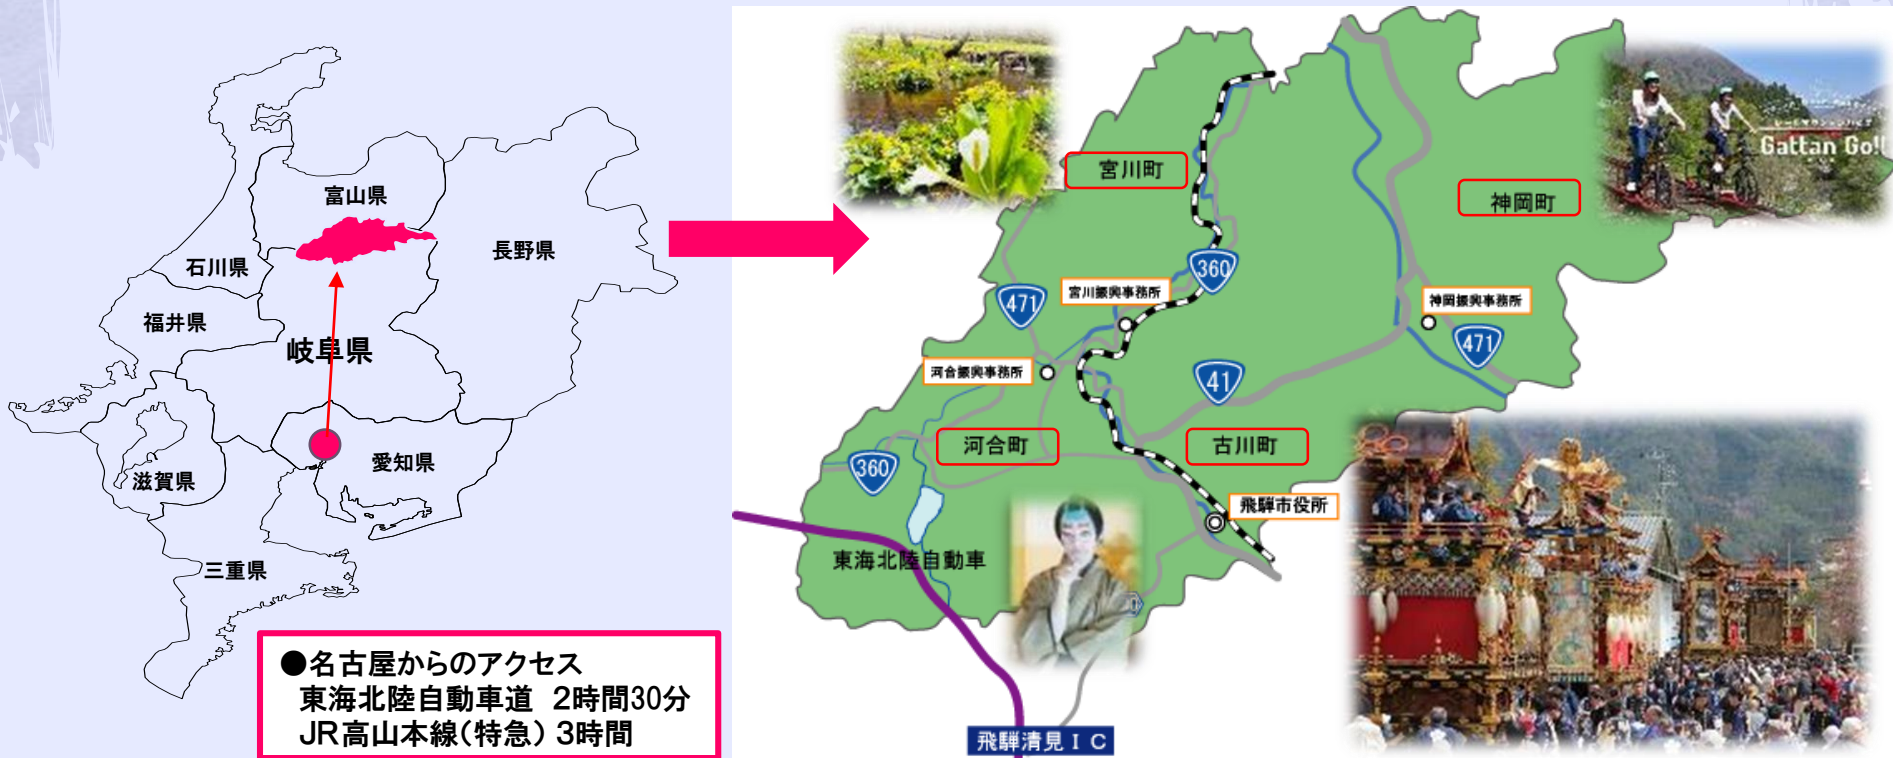 富山県
石川県
長野県
福井県
岐阜県
滋賀県
愛知県
三重県
●名古屋からのアクセス
東海北陸自動車道 2時間30分
JR高山本線(特急) 3時間
宮川町
神岡町
Gattan Go!!
360
宮川振興事務所
471
神岡振興事務所
471
河合振興事務所
41
河合町
古川町
360
飛騨市役所
東海北陸自動車
飛騨清見IC